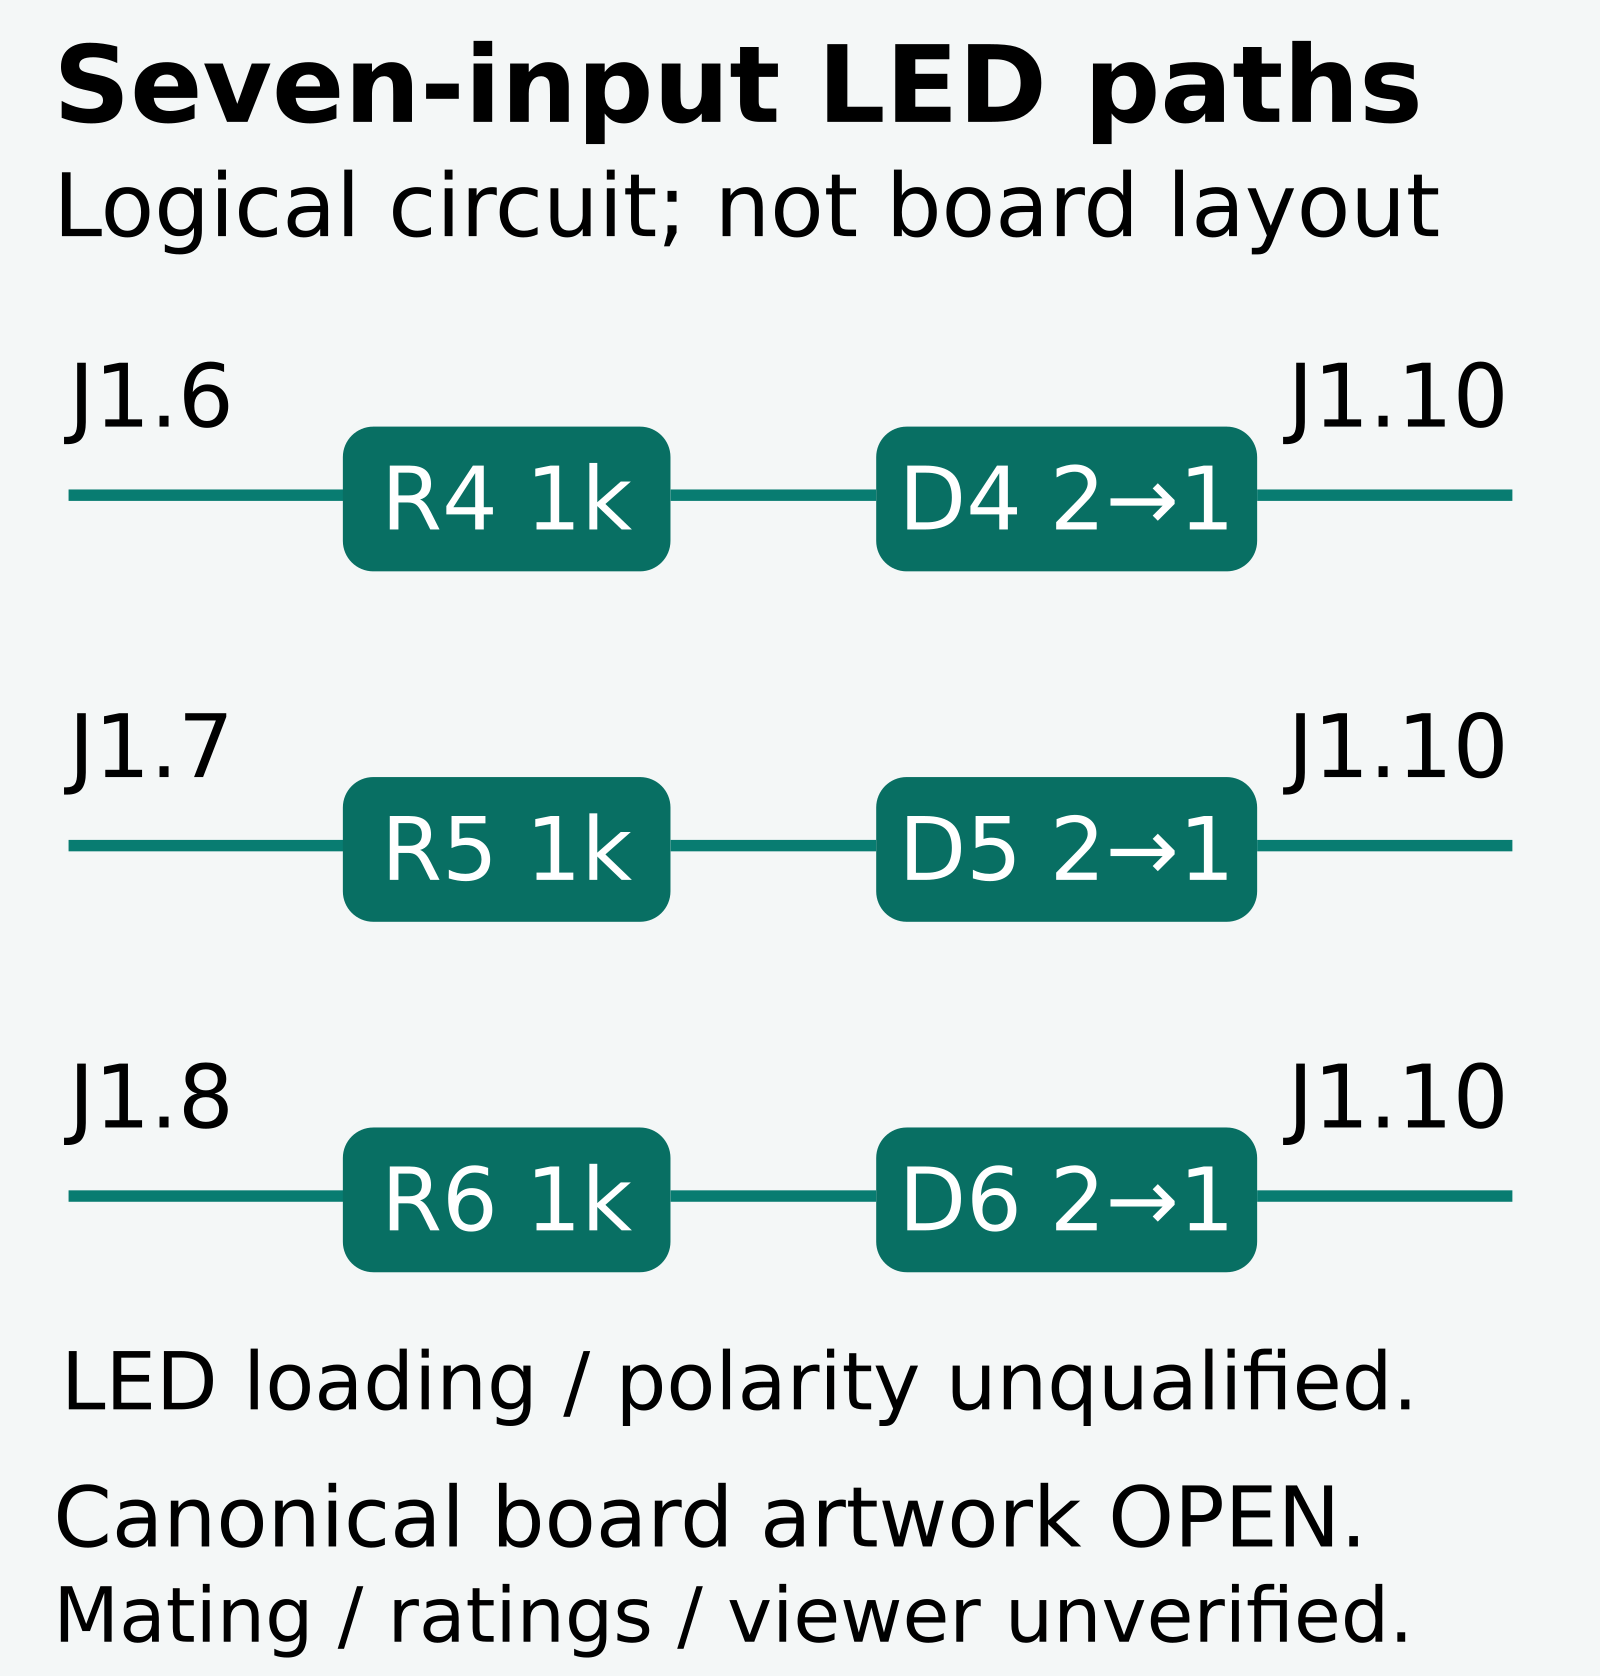 Seven-input LED paths
Logical circuit; not board layout
J1.6
J1.10
R4 1k
D4 2→1
J1.7
J1.10
R5 1k
D5 2→1
J1.8
J1.10
R6 1k
D6 2→1
LED loading / polarity unqualified.
Canonical board artwork OPEN.
Mating / ratings / viewer unverified.